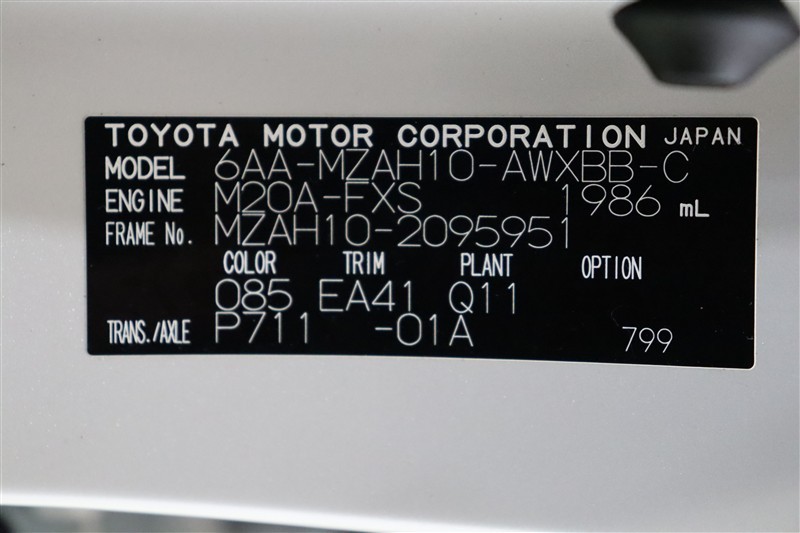 TOYOTA MOTOR CORPORATION JAPAN
MODEL 6AA-MZAH10-AWXBB-C
ENGINE M20A-FXS 1986 mL
FRAME No. MZAH10-2095951
COLOR TRIM PLANT OPTION
085 EA41 Q11
TRANS./AXLE P711 -01A 799